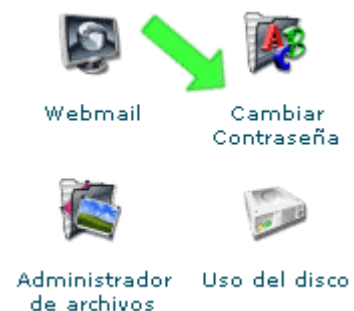 Webmail
Cambiar
Contraseña
Administrador
de archivos
Uso del disco